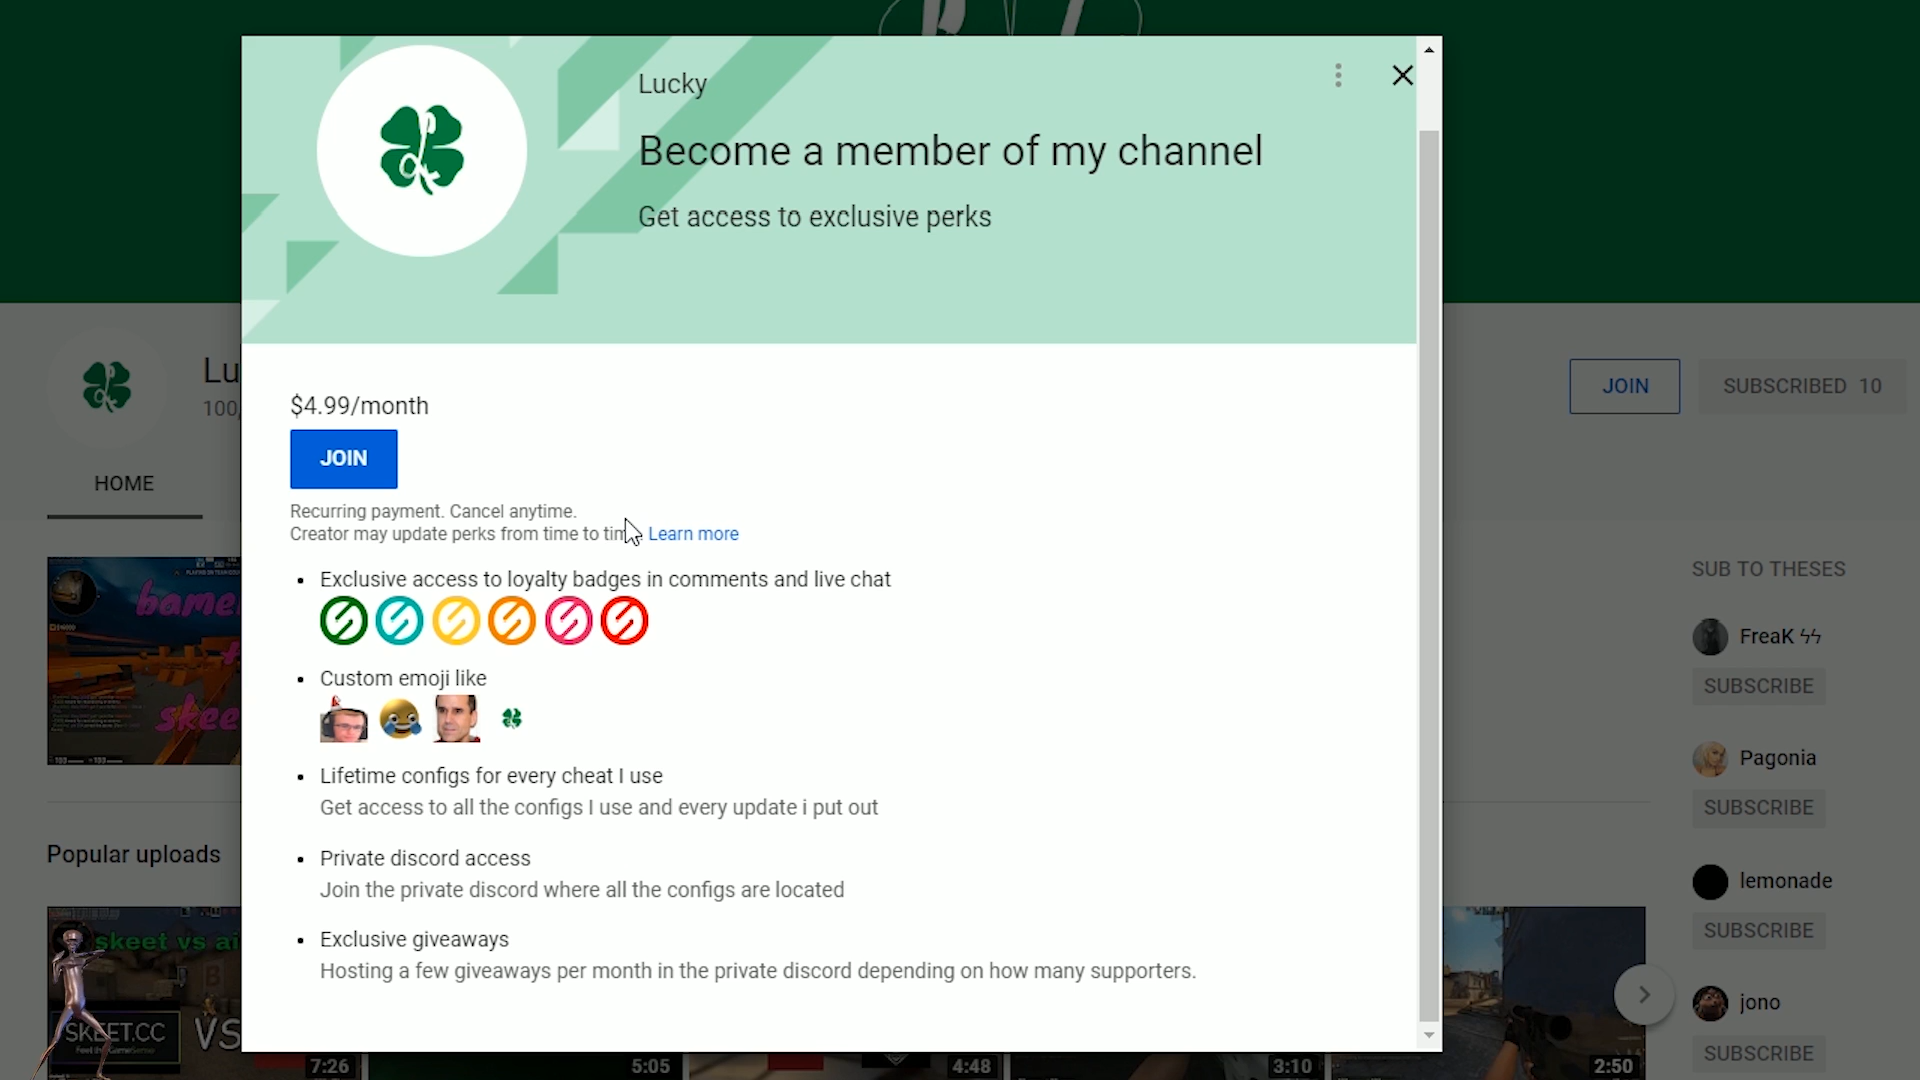 Lucky
Become a member of my channel
Get access to exclusive perks
Lu
100,
JOIN
SUBSCRIBED 10
HOME
$4.99/month
JOIN
Recurring payment. Cancel anytime.
Creator may update perks from time to tim
Learn more
• Exclusive access to loyalty badges in comments and live chat
• Custom emoji like
• Lifetime configs for every cheat I use
Get access to all the configs I use and every update i put out
• Private discord access
Join the private discord where all the configs are located
• Exclusive giveaways
Hosting a few giveaways per month in the private discord depending on how many supporters.
SUB TO THESES
FreaK ϟϟ
SUBSCRIBE
Pagonia
SUBSCRIBE
lemonade
SUBSCRIBE
jono
SUBSCRIBE
skee
Popular uploads
skeet vs ai
SKEET.CC
VS
7:26
5:05
4:48
3:10
2:50